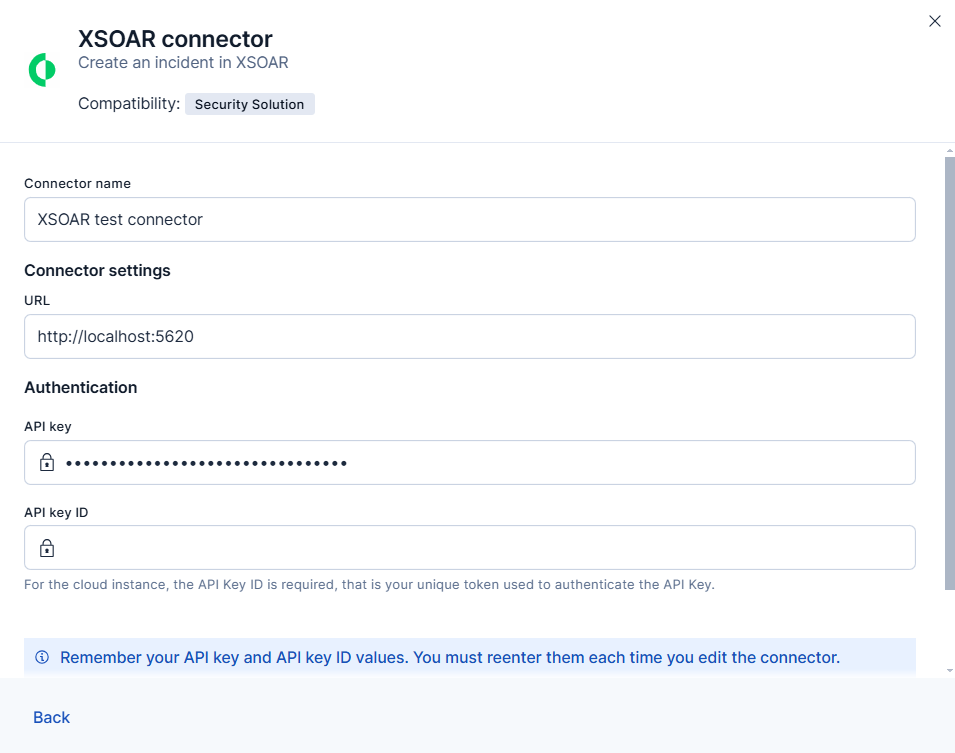 XSOAR connector
Create an incident in XSOAR
Compatibility: Security Solution
Connector name
XSOAR test connector
Connector settings
URL
http://localhost:5620
Authentication
API key
••••••••••••••••••••••••••••••••
API key ID
For the cloud instance, the API Key ID is required, that is your unique token used to authenticate the API Key.
Remember your API key and API key ID values. You must reenter them each time you edit the connector.
Back